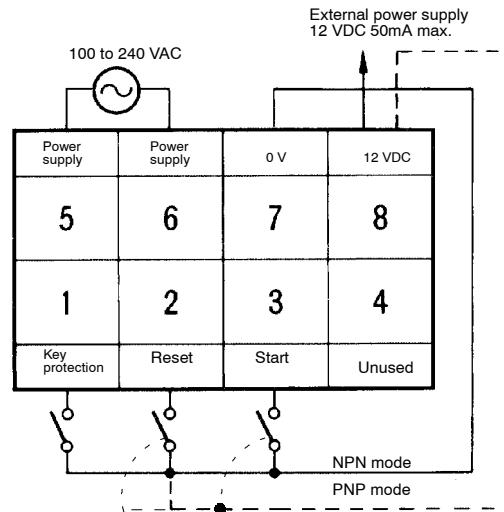 External power supply
12 VDC 50mA max.
100 to 240 VAC
Power supply
Power supply
0 V
12 VDC
5
6
7
8
1
2
3
4
Key protection
Reset
Start
Unused
NPN mode
PNP mode